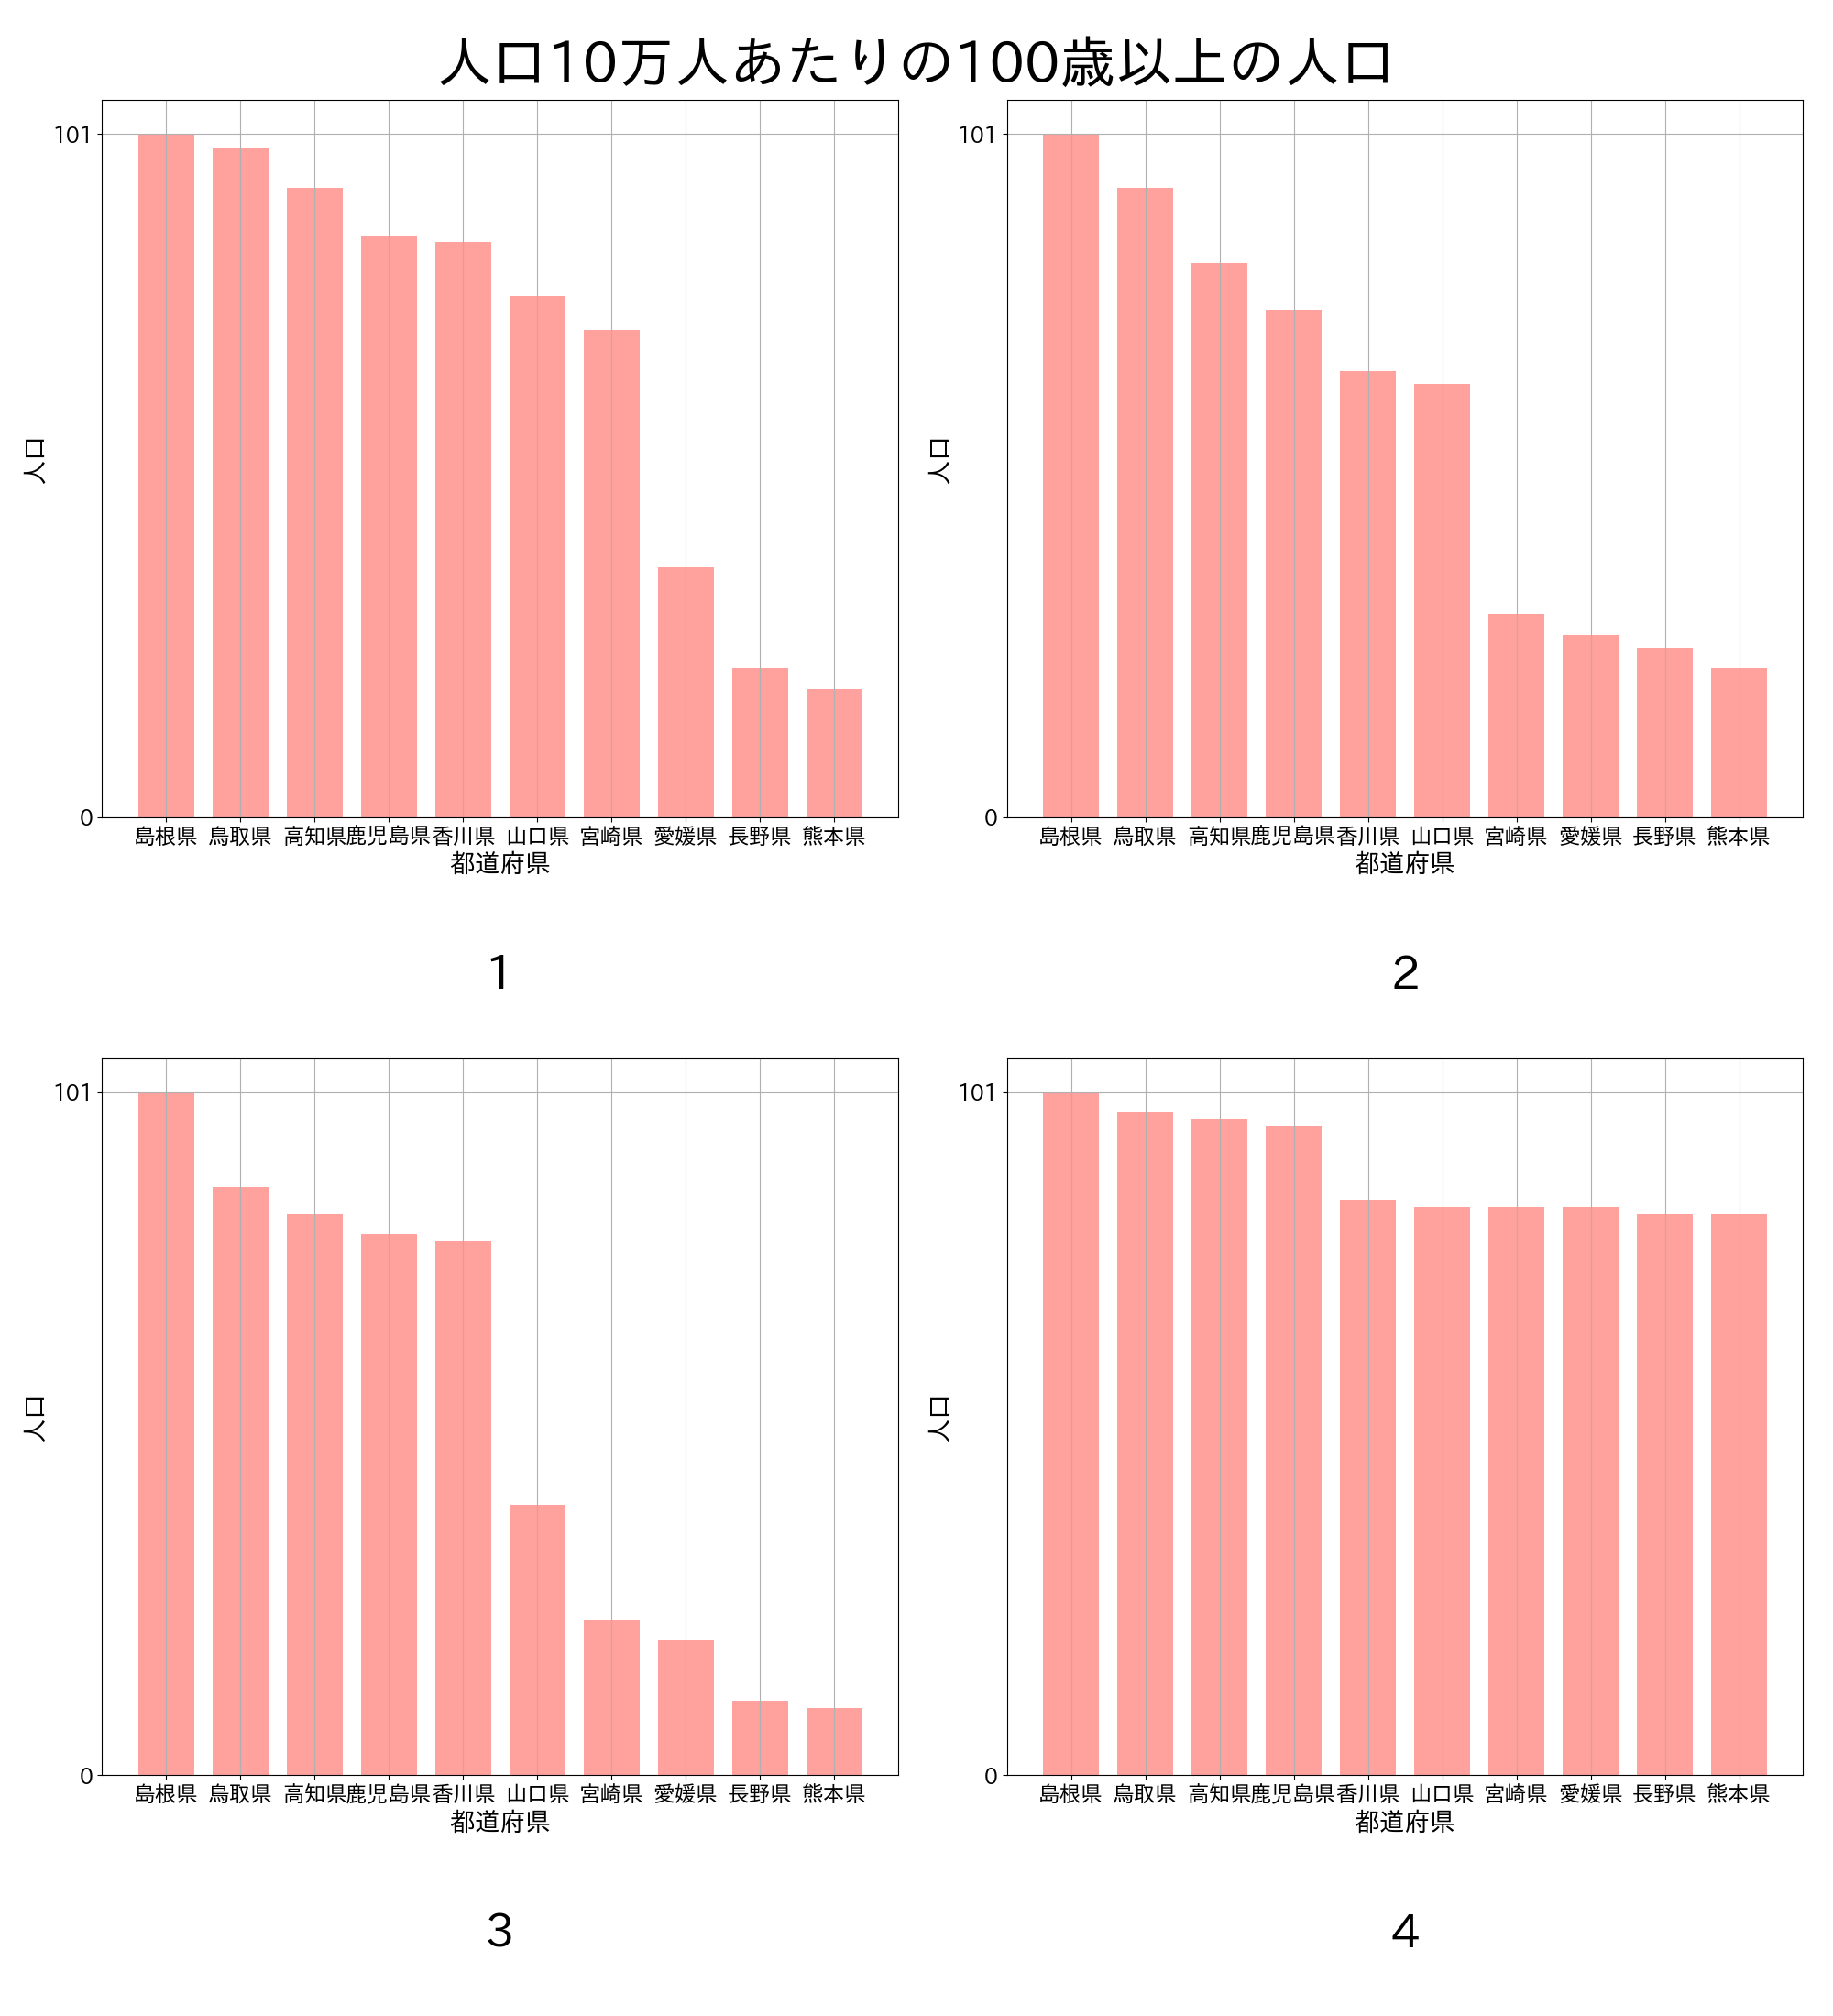 人口10万人あたりの100歳以上の人口
101
人口
0
島根県 鳥取県 高知県 鹿児島県 香川県 山口県 宮崎県 愛媛県 長野県 熊本県
都道府県
1
101
人口
0
島根県 鳥取県 高知県 鹿児島県 香川県 山口県 宮崎県 愛媛県 長野県 熊本県
都道府県
2
101
人口
0
島根県 鳥取県 高知県 鹿児島県 香川県 山口県 宮崎県 愛媛県 長野県 熊本県
都道府県
3
101
人口
0
島根県 鳥取県 高知県 鹿児島県 香川県 山口県 宮崎県 愛媛県 長野県 熊本県
都道府県
4